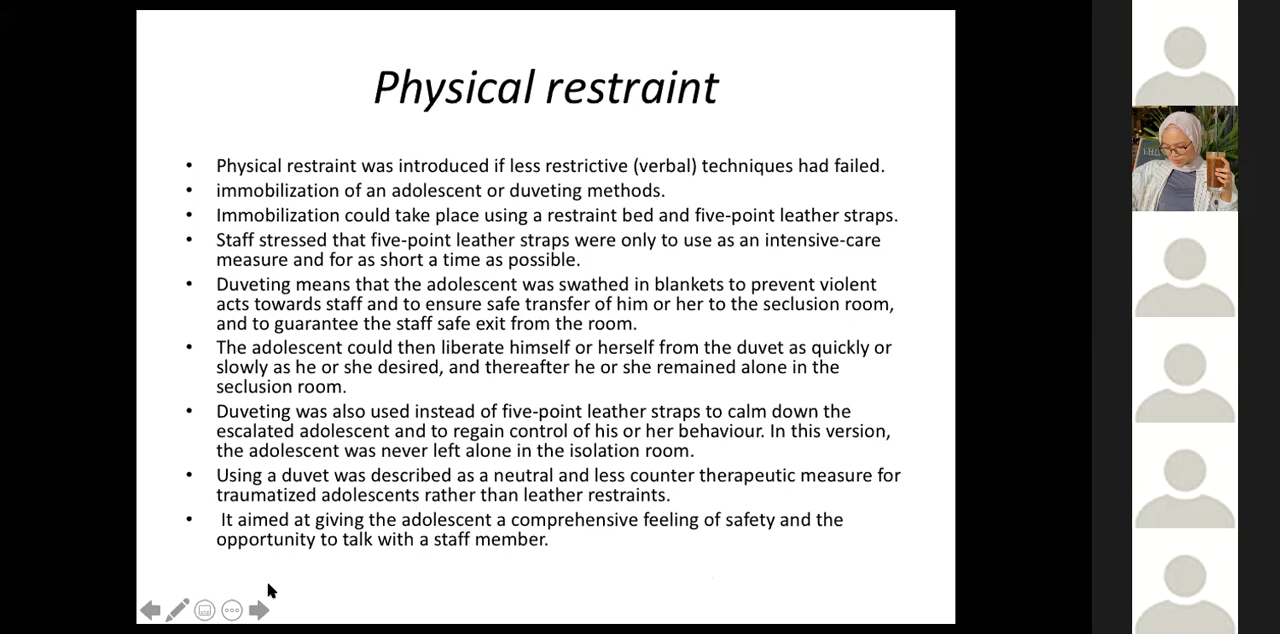 Physical restraint
• Physical restraint was introduced if less restrictive (verbal) techniques had failed.
• immobilization of an adolescent or duveting methods.
• Immobilization could take place using a restraint bed and five-point leather straps.
• Staff stressed that five-point leather straps were only to use as an intensive-care
measure and for as short a time as possible.
• Duveting means that the adolescent was swathed in blankets to prevent violent
acts towards staff and to ensure safe transfer of him or her to the seclusion room,
and to guarantee the staff safe exit from the room.
• The adolescent could then liberate himself or herself from the duvet as quickly or
slowly as he or she desired, and thereafter he or she remained alone in the
seclusion room.
• Duveting was also used instead of five-point leather straps to calm down the
escalated adolescent and to regain control of his or her behaviour. In this version,
the adolescent was never left alone in the isolation room.
• Using a duvet was described as a neutral and less counter therapeutic measure for
traumatized adolescents rather than leather restraints.
• It aimed at giving the adolescent a comprehensive feeling of safety and the
opportunity to talk with a staff member.